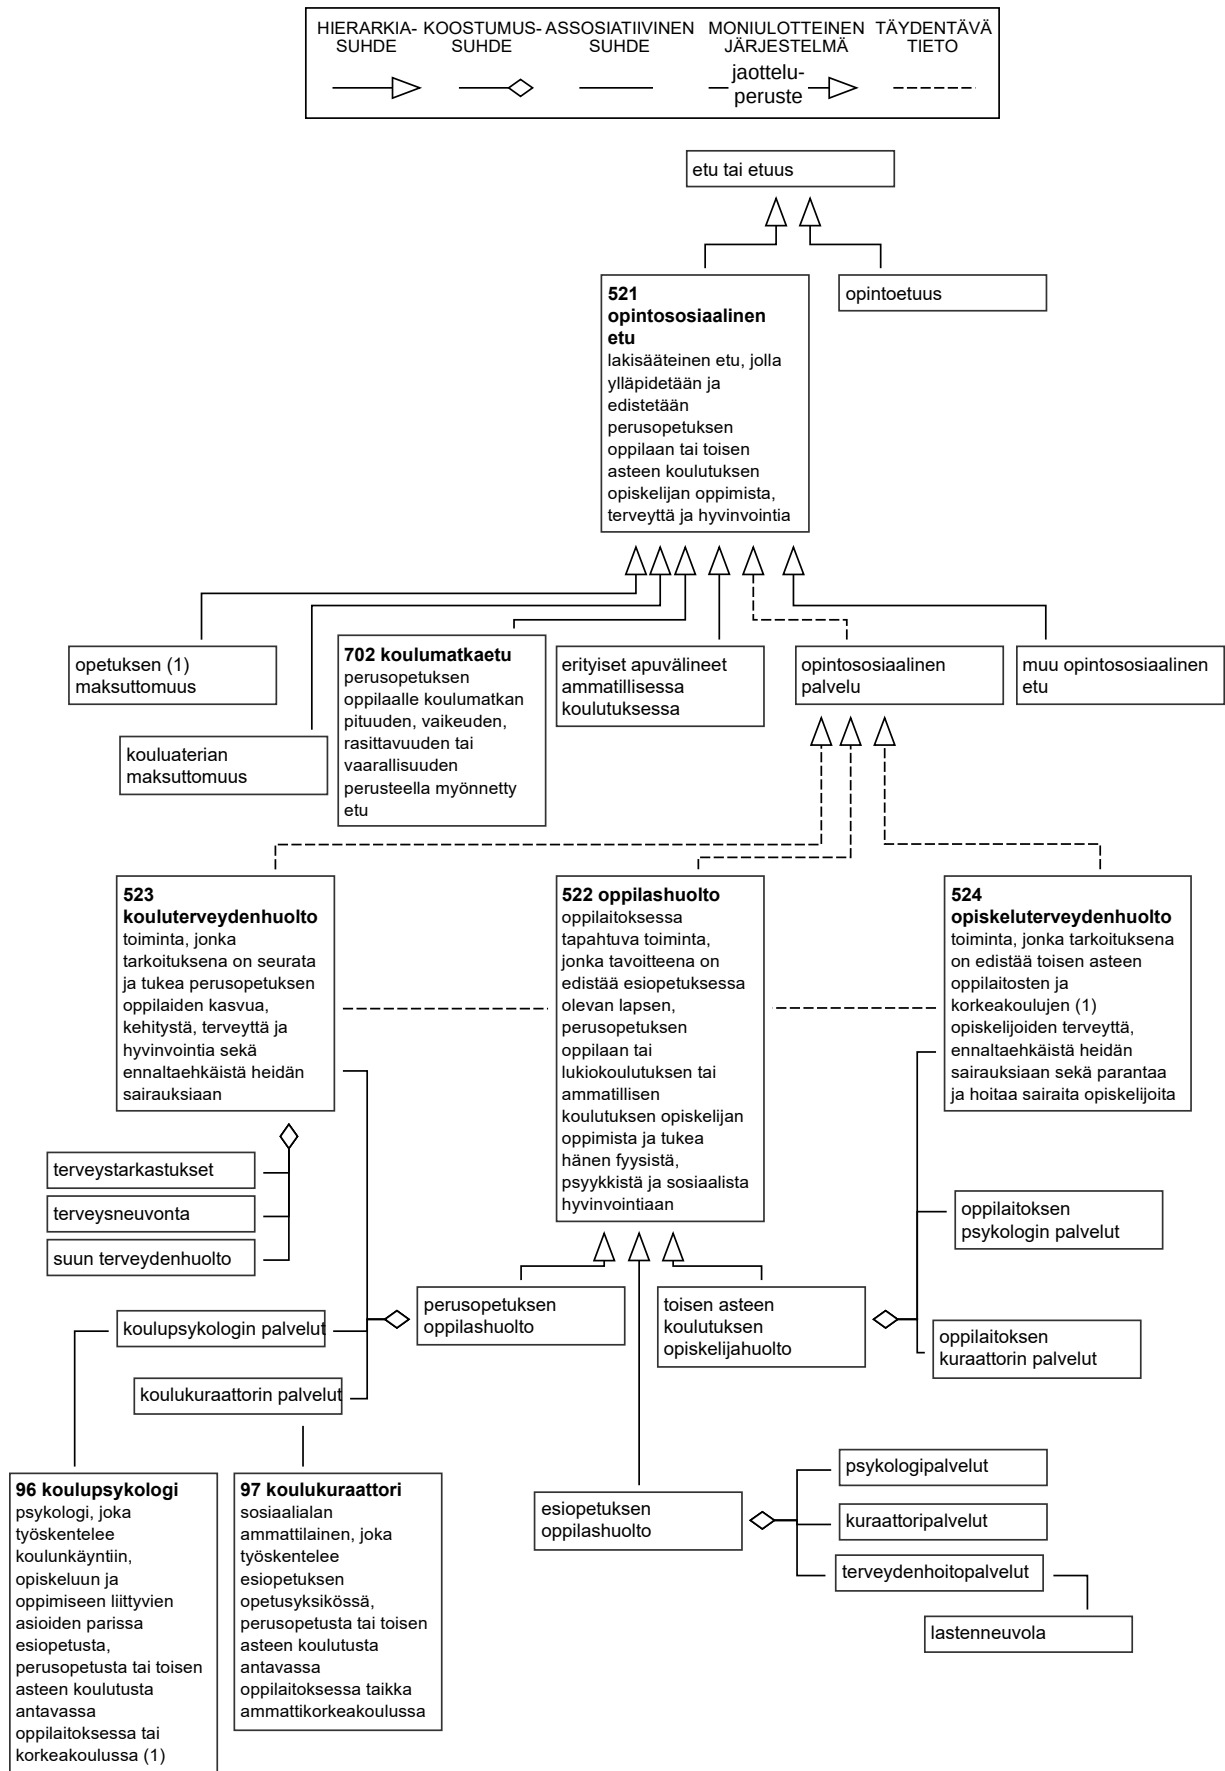 HIERARKIA-
SUHDE
KOOSTUMUS-
SUHDE
ASSOSIATIIVINEN
SUHDE
MONIULOTTEINEN
JÄRJESTELMÄ
TÄYDENTÄVÄ
TIETO
jaottelu-
peruste
etu tai etuus
521
opintososiaalinen
etu
lakisääteinen etu, jolla
ylläpidetään ja
edistetään
perusopetuksen
oppilaan tai toisen
asteen koulutuksen
opiskelijan oppimista,
terveyttä ja hyvinvointia
opintoetuus
opetuksen (1)
maksuttomuus
kouluaterian
maksuttomuus
702 koulumatkaetu
perusopetuksen
oppilaalle koulumatkan
pituuden, vaikeuden,
rasittavuuden tai
vaarallisuuden
perusteella myönnetty
etu
erityiset apuvälineet
ammatillisessa
koulutuksessa
opintososiaalinen
palvelu
muu opintososiaalinen
etu
523
kouluterveydenhuolto
toiminta, jonka
tarkoituksena on seurata
ja tukea perusopetuksen
oppilaiden kasvua,
kehitystä, terveyttä ja
hyvinvointia sekä
ennaltaehkäistä heidän
sairauksiaan
522 oppilashuolto
oppilaitoksessa
tapahtuva toiminta,
jonka tavoitteena on
edistää esiopetuksessa
olevan lapsen,
perusopetuksen
oppilaan tai
lukiokoulutuksen tai
ammatillisen
koulutuksen opiskelijan
oppimista ja tukea
hänen fyysistä,
psyykkistä ja sosiaalista
hyvinvointiaan
524
opiskeluterveydenhuolto
toiminta, jonka tarkoituksena
on edistää toisen asteen
oppilaitosten ja
korkeakoulujen (1)
opiskelijoiden terveyttä,
ennaltaehkäistä heidän
sairauksiaan sekä parantaa
ja hoitaa sairaita opiskelijoita
terveystarkastukset
terveysneuvonta
suun terveydenhuolto
oppilaitoksen
psykologin palvelut
perusopetuksen
oppilashuolto
toisen asteen
koulutuksen
opiskelijahuolto
koulupsykologin palvelut
oppilaitoksen
kuraattorin palvelut
koulukuraattorin palvelut
96 koulupsykologi
psykologi, joka
työskentelee
koulunkäyntiin,
opiskeluun ja
oppimiseen liittyvien
asioiden parissa
esiopetusta,
perusopetusta tai toisen
asteen koulutusta
antavassa
oppilaitoksessa tai
korkeakoulussa (1)
97 koulukuraattori
sosiaalialan
ammattilainen, joka
työskentelee
esiopetuksen
opetusyksikössä,
perusopetusta tai toisen
asteen koulutusta
antavassa
oppilaitoksessa taikka
ammattikorkeakoulussa
esiopetuksen
oppilashuolto
psykologipalvelut
kuraattoripalvelut
terveydenhoitopalvelut
lastenneuvola